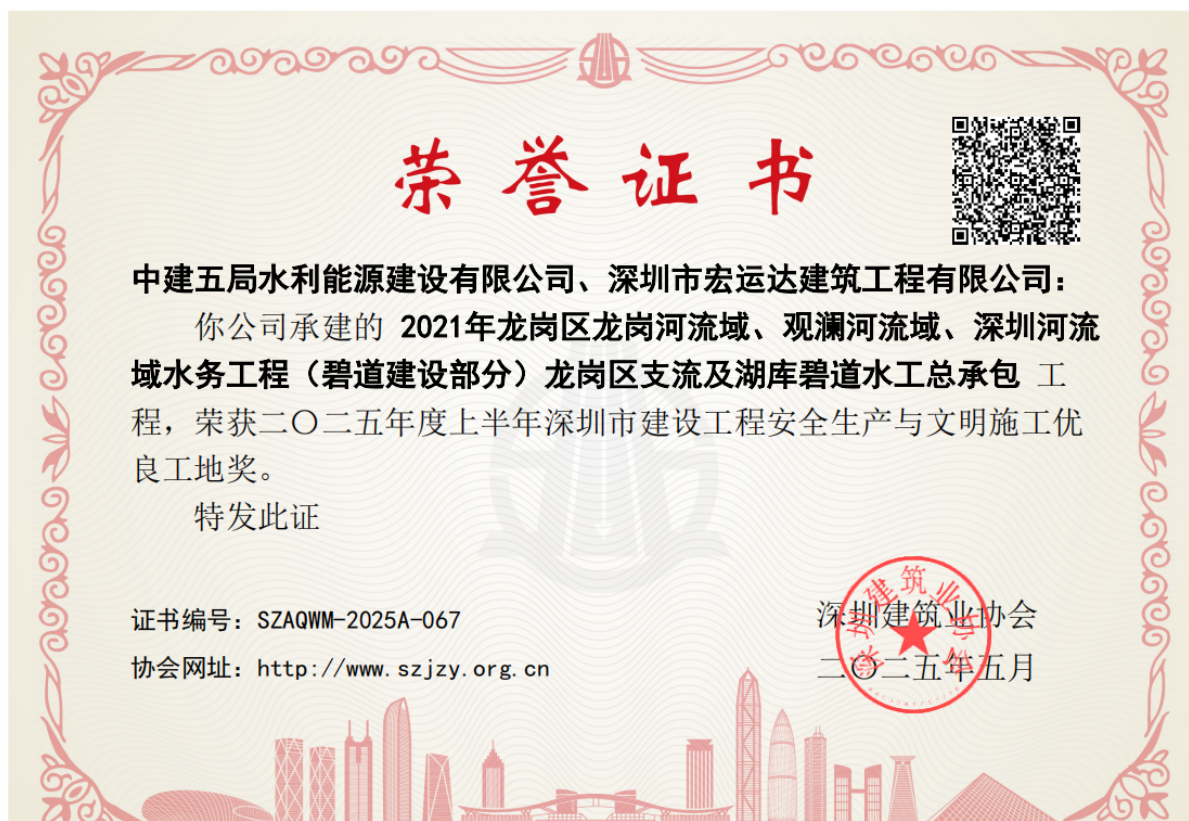 荣誉证书
中建五局水利能源建设有限公司、深圳市宏运达建筑工程有限公司：
你公司承建的 2021年龙岗区龙岗河流域、观澜河流域、深圳河流
域水务工程（碧道建设部分）龙岗区支流及湖库碧道水工总承包 工
程，荣获二〇二五年度上半年深圳市建设工程安全生产与文明施工优
良工地奖。
特发此证
证书编号：SZAQWM-2025A-067
深圳建筑业协会
协会网址：http://www.szjzy.org.cn
二〇二五年五月
深圳建筑业协会